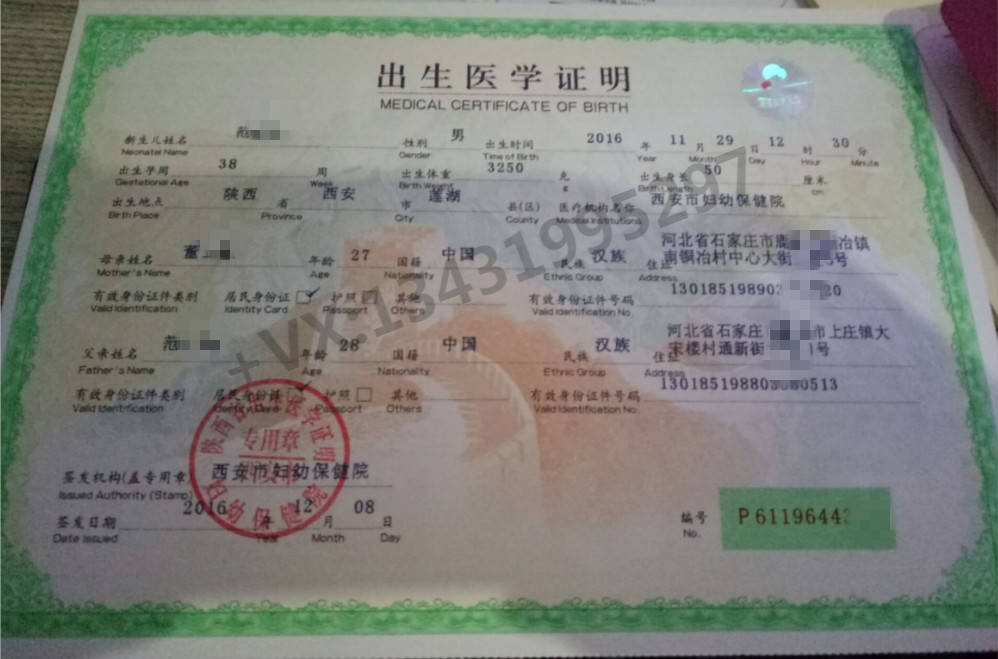 出生医学证明
MEDICAL CERTIFICATE OF BIRTH
新生儿姓名 范 性别 男 出生时间 2016 年 11 月 29 日 12 时 30 分
Neonatal Name Gender Time of Birth Year Month Day Hour Minute
出生孕周 38 周 出生体重 3250 克 出生身长 50 厘米
Gestational Age Week Birth Weight g Birth Length cm
出生地点 陕西 省 西安 市 莲湖 县(区) 医疗机构名称 西安市妇幼保健院
Birth Place Province City County Medical Institutions
母亲姓名 董 年龄 27 国籍 中国 民族 汉族 住址 河北省石家庄市 冶镇
南铜冶村中心大街 号
Mother's Name Age Nationality Ethnic Group Address
有效身份证件类别 居民身份证 护照 其他 有效身份证件号码 13018519890 20
Valid Identification Identity Card Passport Others Valid Identification No.
父亲姓名 范 年龄 28 国籍 中国 民族 汉族 住址 河北省石家庄 市上庄镇大
宋楼村通新街 号
Father's Name Age Nationality Ethnic Group Address
有效身份证件类别 居民身份证 护照 其他 有效身份证件号码 130185198803 0513
Valid Identification Identity Card Passport Others Valid Identification No.
签发机构(盖专用章) 西安市妇幼保健院
Issued Authority (Stamp)
签发日期 2016 年 12 月 08 日
Date Issued Year Month Day
编号 P61196442
No.
专用章
+VX:13431995297